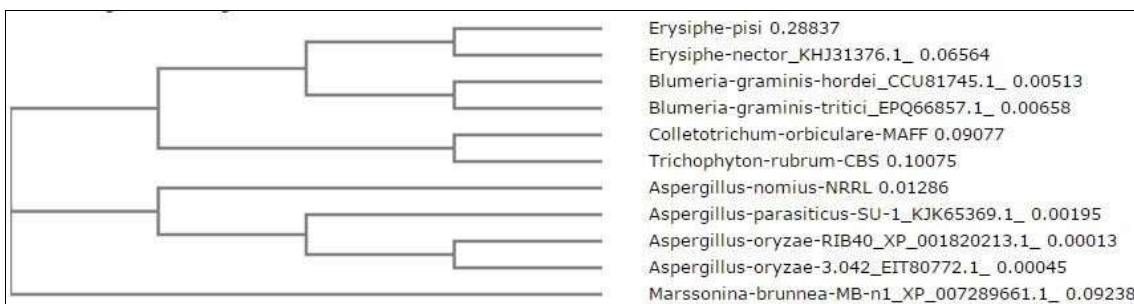 Erysiphe-pisi 0.28837
Erysiphe-nector_KHJ31376.1_ 0.06564
Blumeria-graminis-hordei_CCU81745.1_ 0.00513
Blumeria-graminis-tritici_EPQ66857.1_ 0.00658
Colletotrichum-orbiculare-MAFF 0.09077
Trichophyton-rubrum-CBS 0.10075
Aspergillus-nomius-NRRL 0.01286
Aspergillus-parasiticus-SU-1_KJK65369.1_ 0.00195
Aspergillus-oryzae-RIB40_XP_001820213.1_ 0.00013
Aspergillus-oryzae-3.042_EIT80772.1_ 0.00045
Marssonina-brunnea-MB-n1_XP_007289661.1_ 0.09238